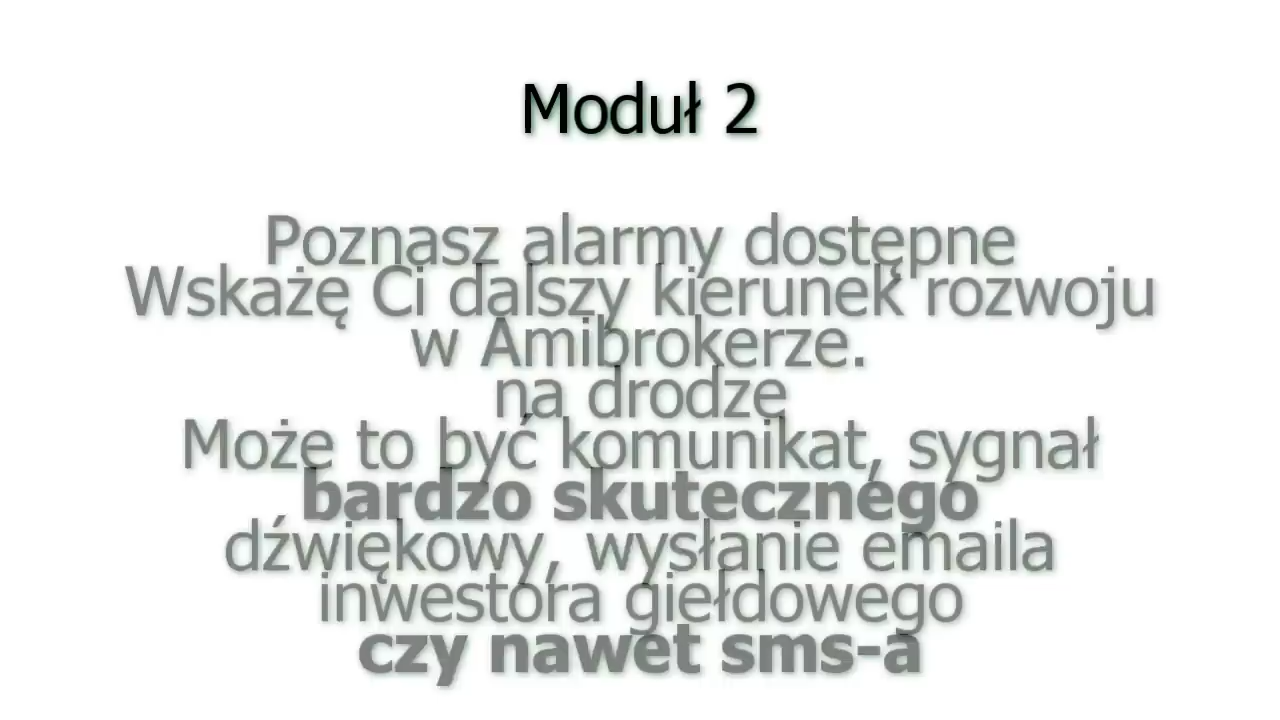 Moduł 2
Poznasz alarmy dostępne
Wskażę Ci dalszy kierunek rozwoju
w Amibrokerze.
na drodze
Może to być komunikat, sygnał
bardzo skutecznego
dźwiękowy, wysłanie emaila
inwestora giełdowego
czy nawet sms-a